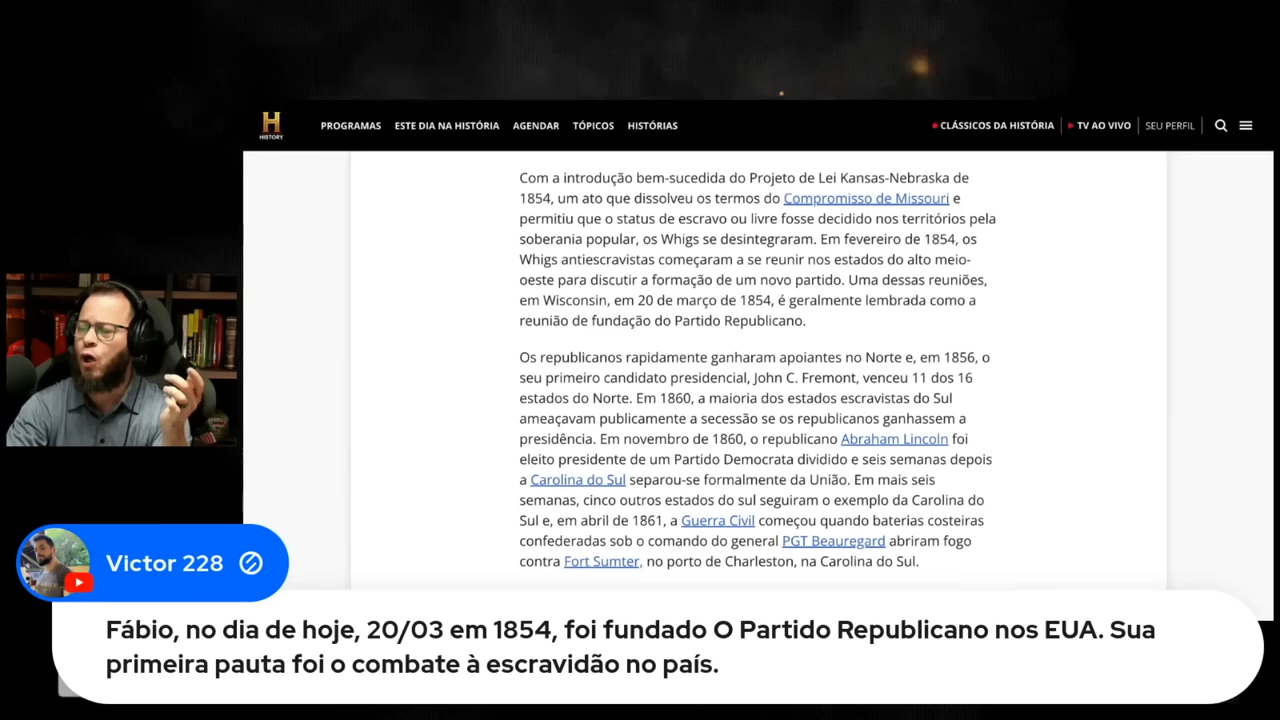 HISTORY
PROGRAMAS ESTE DIA NA HISTÓRIA AGENDAR TÓPICOS HISTÓRIAS CLÁSSICOS DA HISTÓRIA TV AO VIVO SEU PERFIL
Com a introdução bem-sucedida do Projeto de Lei Kansas-Nebraska de
1854, um ato que dissolveu os termos do Compromisso de Missouri e
permitiu que o status de escravo ou livre fosse decidido nos territórios pela
soberania popular, os Whigs se desintegraram. Em fevereiro de 1854, os
Whigs antiescravistas começaram a se reunir nos estados do alto meio-
oeste para discutir a formação de um novo partido. Uma dessas reuniões,
em Wisconsin, em 20 de março de 1854, é geralmente lembrada como a
reunião de fundação do Partido Republicano.
Os republicanos rapidamente ganharam apoiantes no Norte e, em 1856, o
seu primeiro candidato presidencial, John C. Fremont, venceu 11 dos 16
estados do Norte. Em 1860, a maioria dos estados escravistas do Sul
ameaçavam publicamente a secessão se os republicanos ganhassem a
presidência. Em novembro de 1860, o republicano Abraham Lincoln foi
eleito presidente de um Partido Democrata dividido e seis semanas depois
a Carolina do Sul separou-se formalmente da União. Em mais seis
semanas, cinco outros estados do sul seguiram o exemplo da Carolina do
Sul e, em abril de 1861, a Guerra Civil começou quando baterias costeiras
confederadas sob o comando do general PGT Beauregard abriram fogo
contra Fort Sumter, no porto de Charleston, na Carolina do Sul.
Victor 228
Fábio, no dia de hoje, 20/03 em 1854, foi fundado O Partido Republicano nos EUA. Sua
primeira pauta foi o combate à escravidão no país.